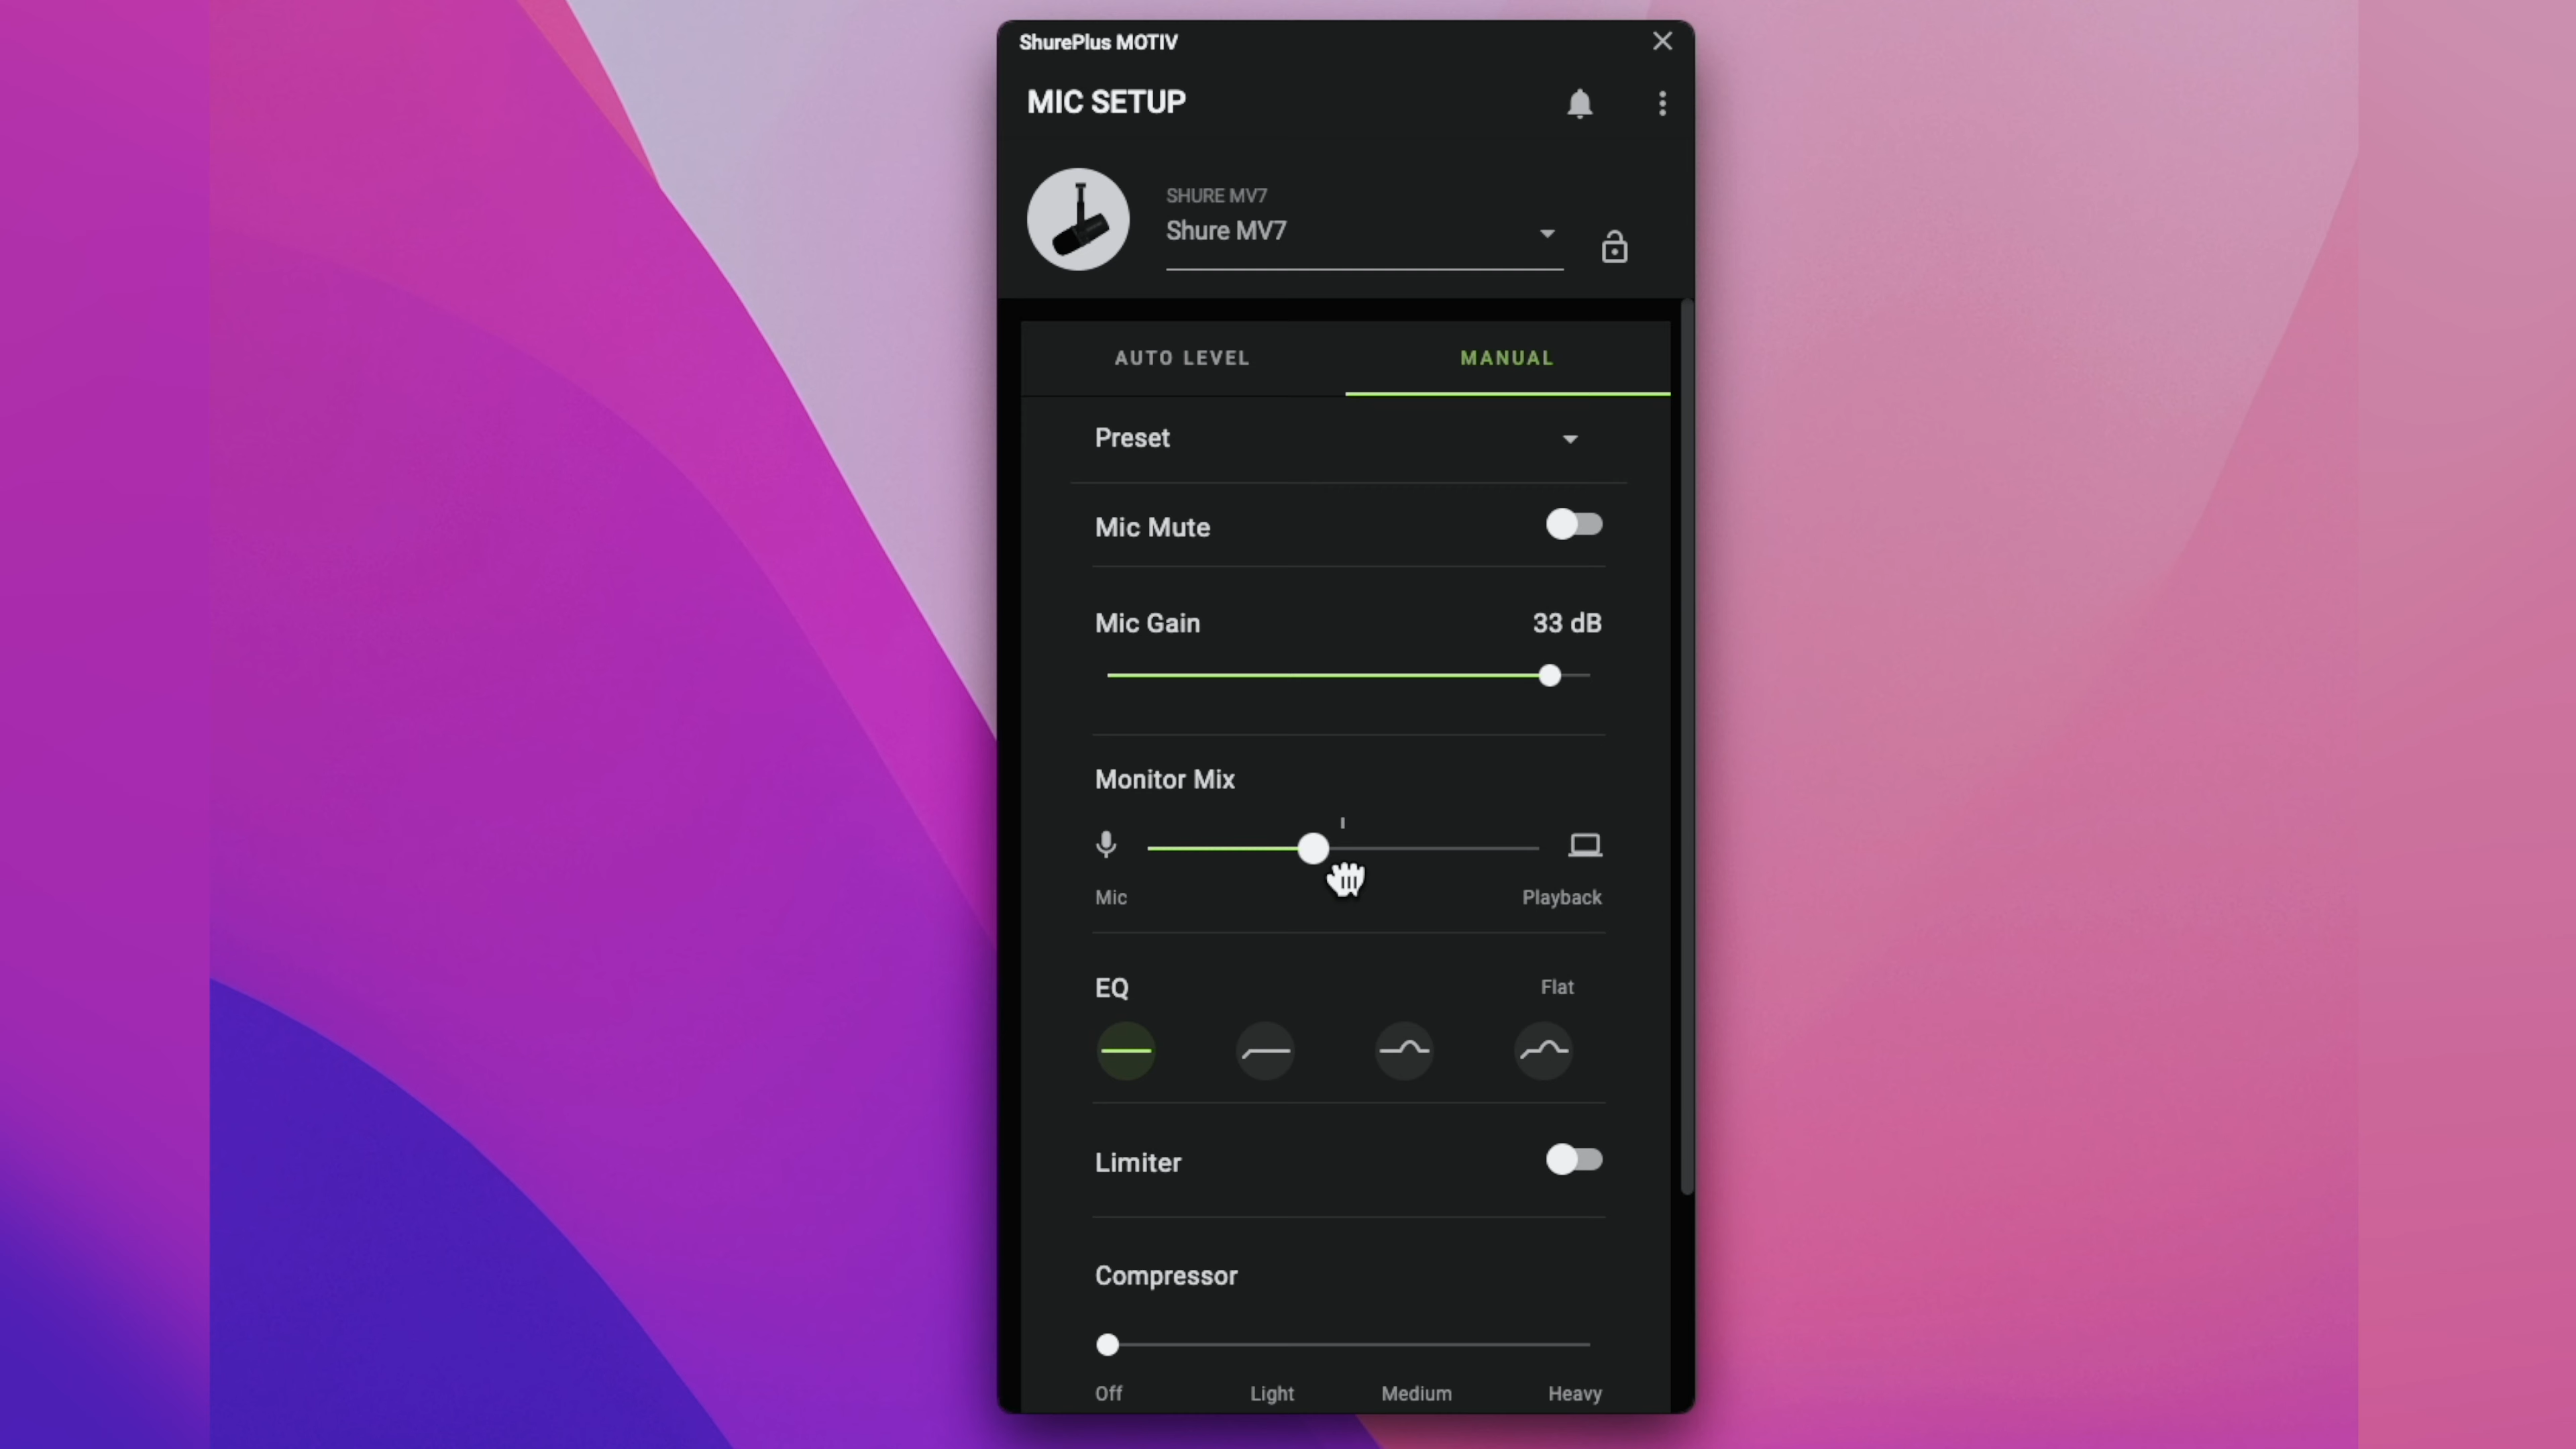 ShurePlus MOTIV
MIC SETUP
SHURE MV7
Shure MV7
AUTO LEVEL MANUAL
Preset
Mic Mute
Mic Gain 33 dB
Monitor Mix
Mic Playback
EQ Flat
Limiter
Compressor
Off Light Medium Heavy